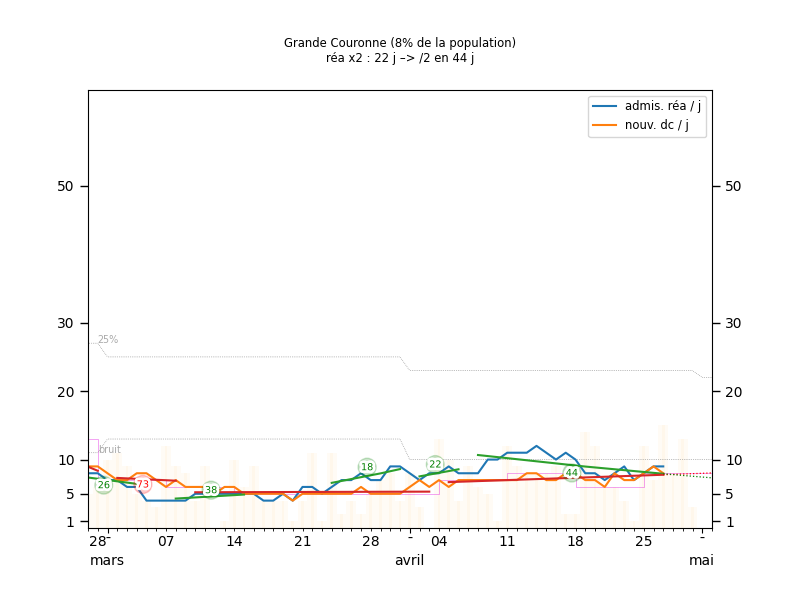 Grande Couronne (8% de la population)
réa x2 : 22 j –> /2 en 44 j
admis. réa / j
nouv. dc / j
50 50
30 30
25%
20 20
bruit
10 10
5 5
1 1
26 73 38 18 22 44
28 - 07 14 21 28 - 04 11 18 25 -
mars avril mai